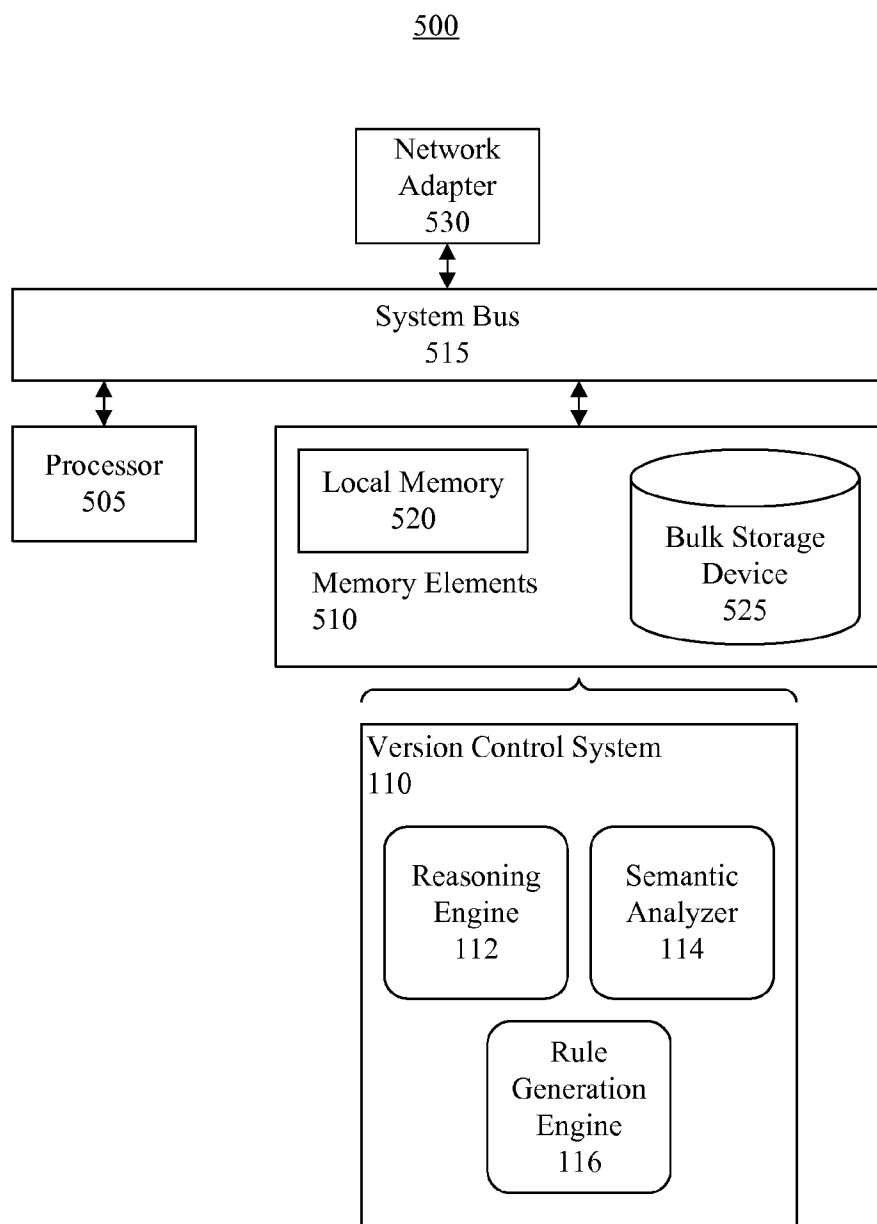 500
Network
Adapter
530
System Bus
515
Processor
505
Local Memory
520
Memory Elements
510
Bulk Storage
Device
525
Version Control System
110
Reasoning
Engine
112
Semantic
Analyzer
114
Rule
Generation
Engine
116